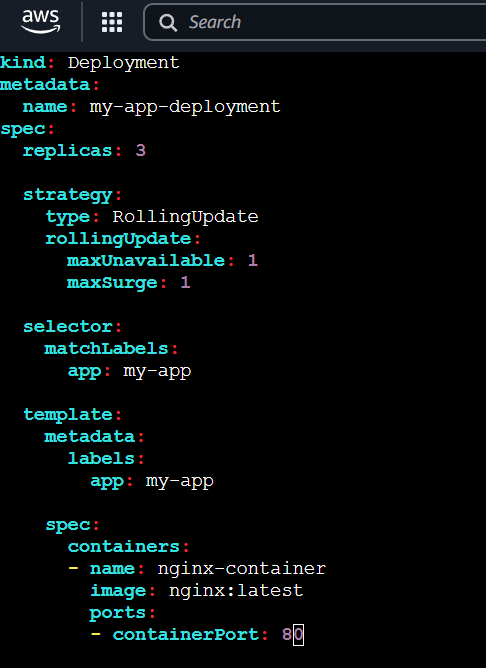 aws
Search
kind: Deployment
metadata:
  name: my-app-deployment
spec:
  replicas: 3

  strategy:
    type: RollingUpdate
    rollingUpdate:
      maxUnavailable: 1
      maxSurge: 1

  selector:
    matchLabels:
      app: my-app

  template:
    metadata:
      labels:
        app: my-app

    spec:
      containers:
      - name: nginx-container
        image: nginx:latest
        ports:
        - containerPort: 80